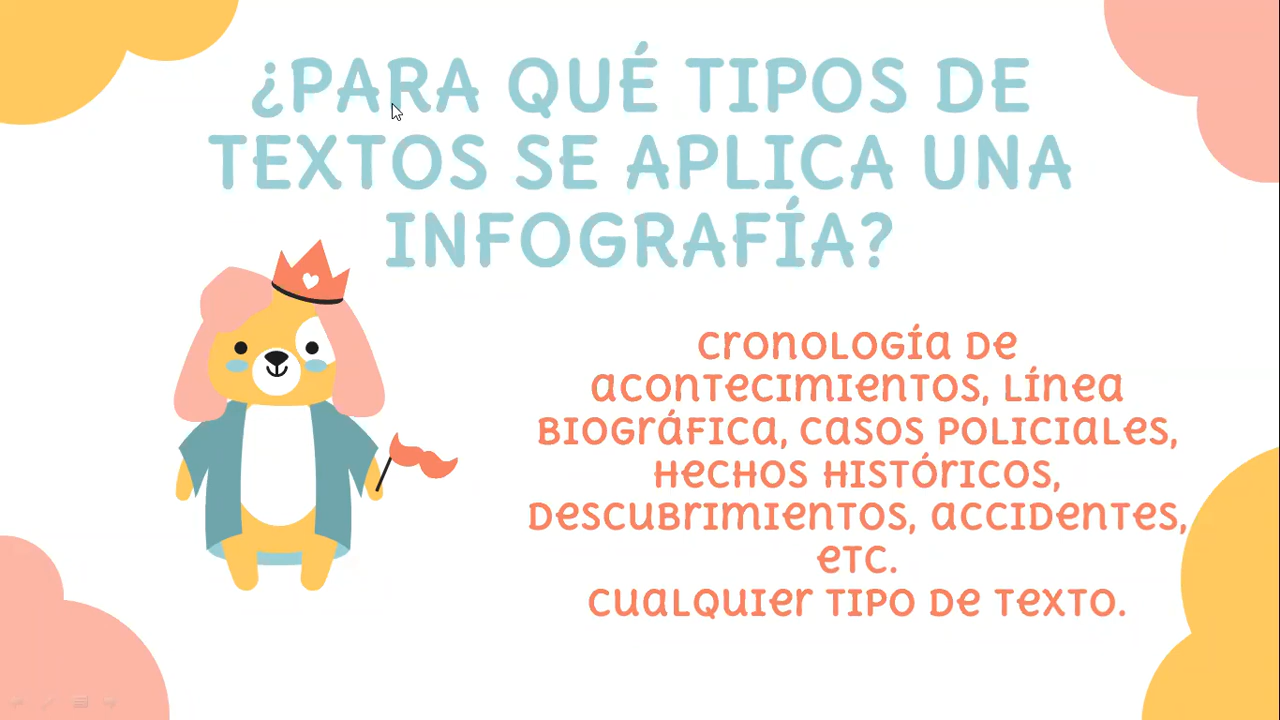 ¿PARA QUÉ TIPOS DE
TEXTOS SE APLICA UNA
INFOGRAFÍA?
Cronología de
acontecimientos, línea
biográfica, casos policiales,
hechos históricos,
descubrimientos, accidentes,
etc.
Cualquier tipo de texto.